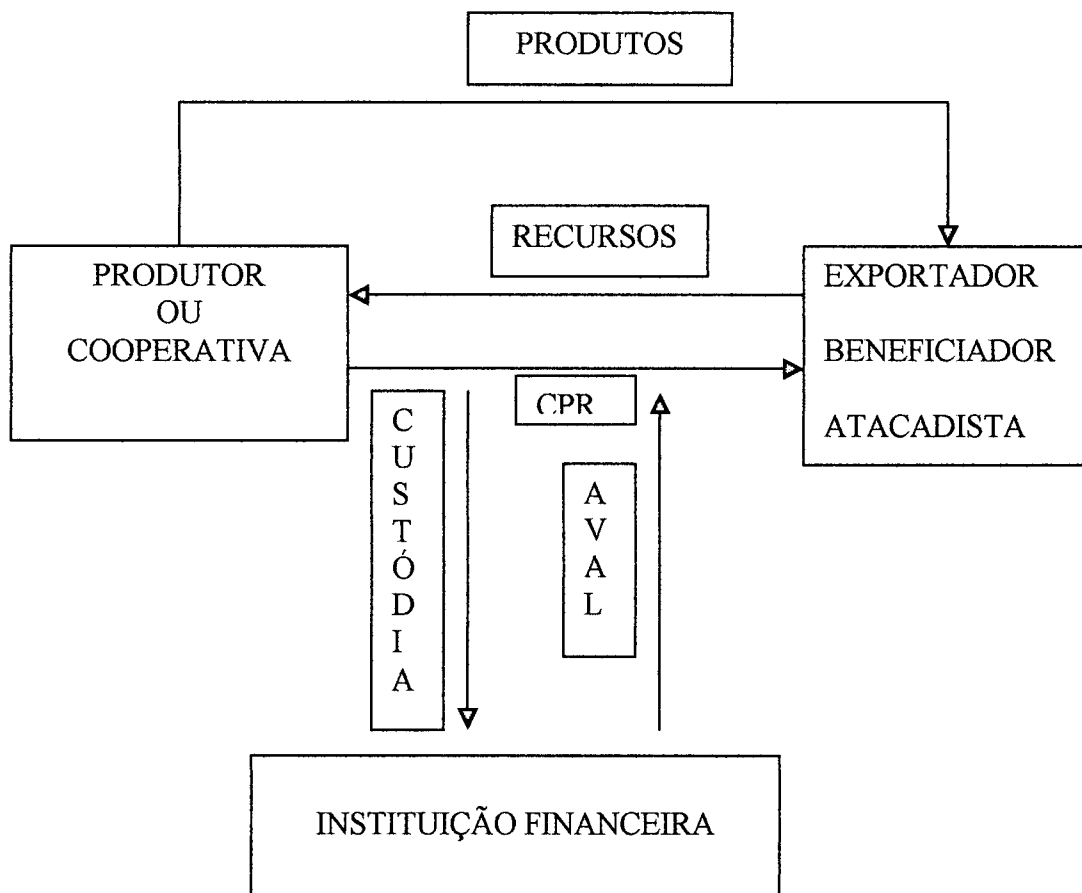 PRODUTOS
RECURSOS
PRODUTOR
OU
COOPERATIVA
EXPORTADOR
BENEFICIADOR
ATACADISTA
CPR
C
U
S
T
Ó
D
I
A
A
V
A
L
INSTITUIÇÃO FINANCEIRA